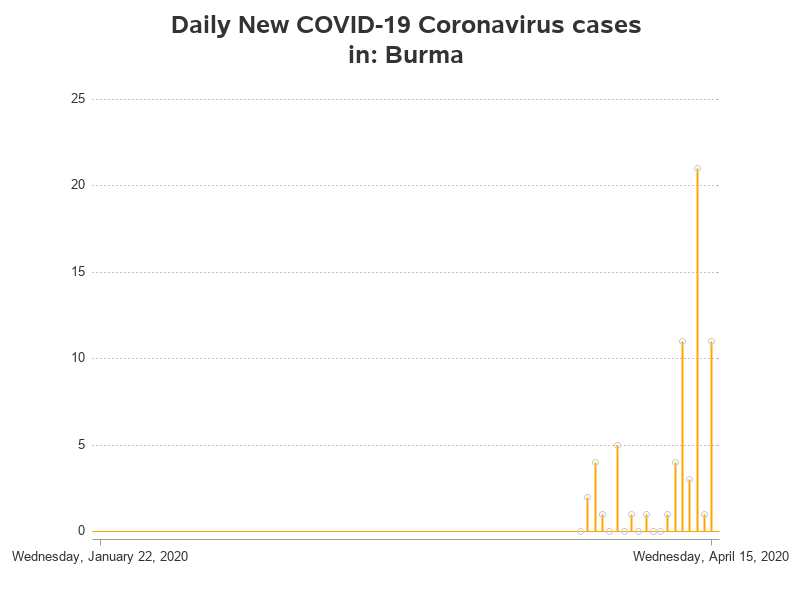 Daily New COVID-19 Coronavirus cases
in: Burma
25
20
15
10
5
0
Wednesday, January 22, 2020
Wednesday, April 15, 2020